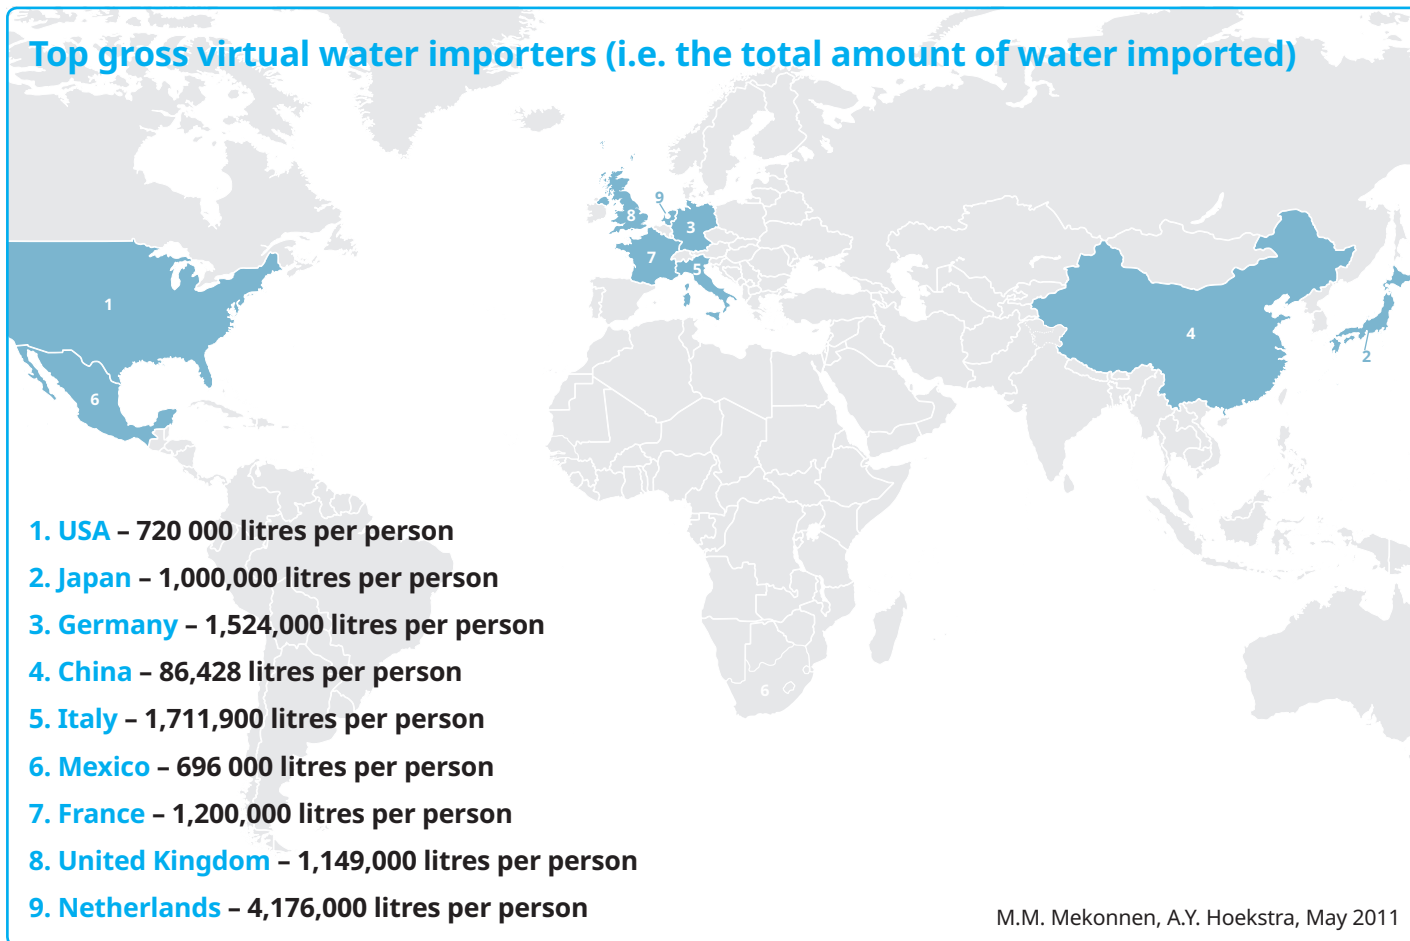 Top gross virtual water importers (i.e. the total amount of water imported)
9
8
3
7
5
1
4
2
6
1. USA – 720 000 litres per person
2. Japan – 1,000,000 litres per person
3. Germany – 1,524,000 litres per person
4. China – 86,428 litres per person
5. Italy – 1,711,900 litres per person
6
6. Mexico – 696 000 litres per person
7. France – 1,200,000 litres per person
8. United Kingdom – 1,149,000 litres per person
9. Netherlands – 4,176,000 litres per person
M.M. Mekonnen, A.Y. Hoekstra, May 2011